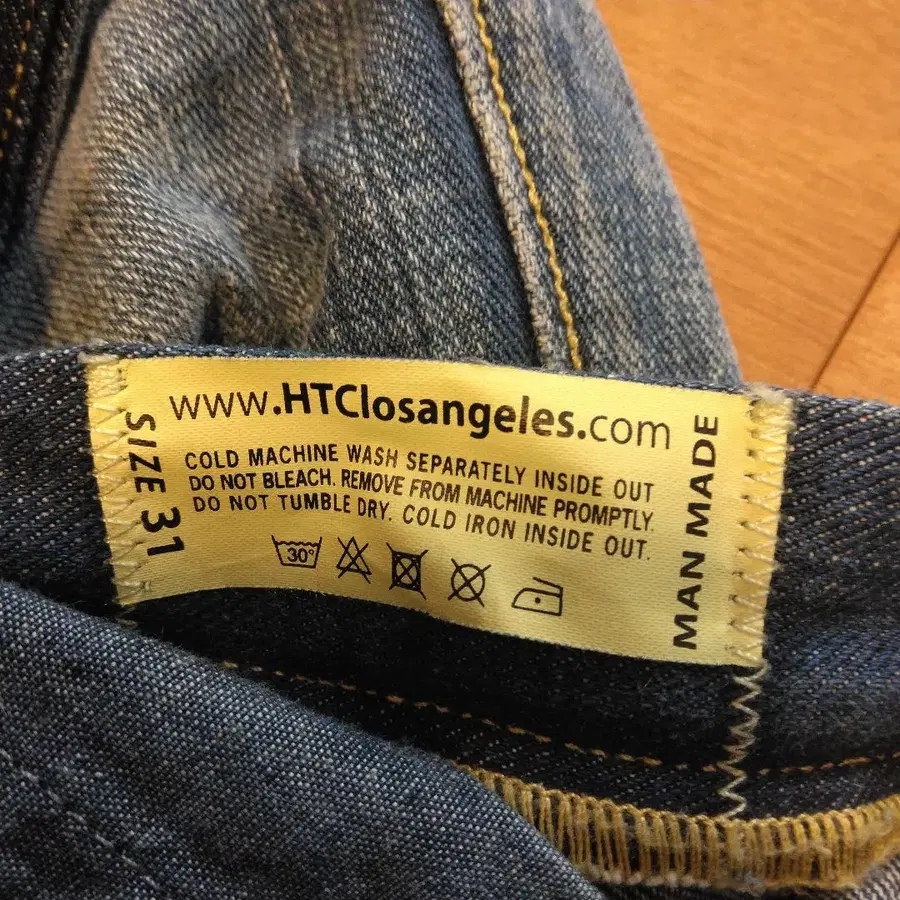 www.HTClosangeles.com
SIZE 31
COLD MACHINE WASH SEPARATELY INSIDE OUT
DO NOT BLEACH. REMOVE FROM MACHINE PROMPTLY.
DO NOT TUMBLE DRY. COLD IRON INSIDE OUT.
30°
MAN MADE